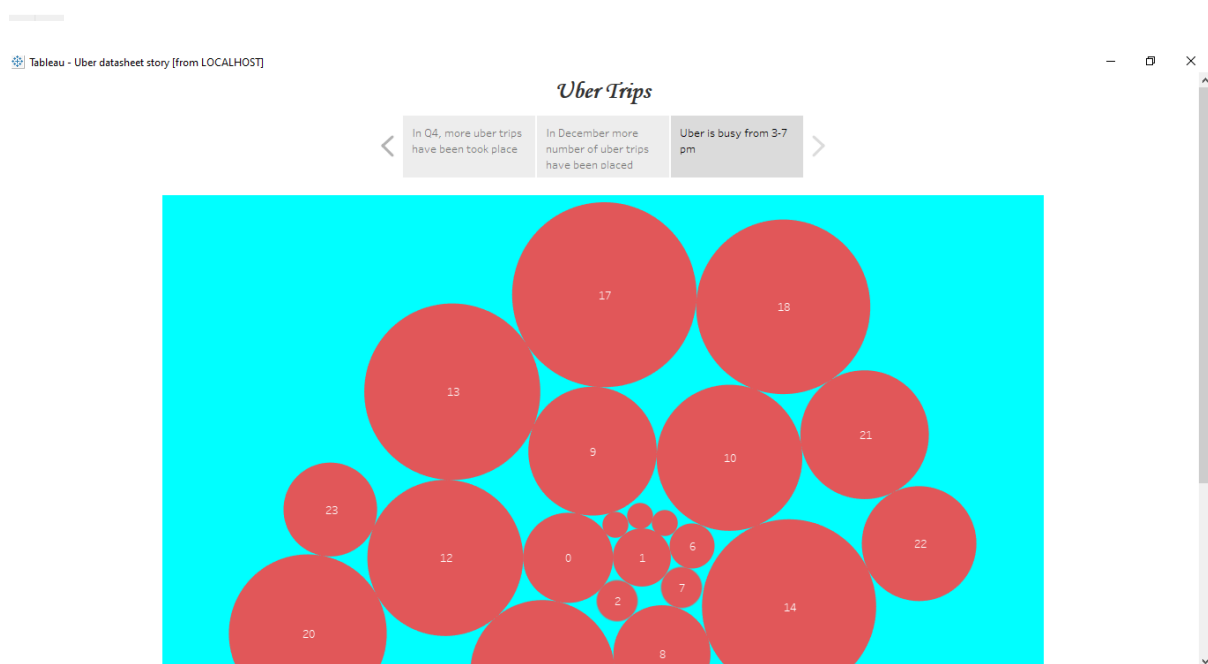 Tableau - Uber datasheet story [from LOCALHOST]
Uber Trips
In Q4, more uber trips
have been took place
In December more
number of uber trips
have been placed
Uber is busy from 3-7
pm
17
18
13
21
9
10
23
22
6
12
0
1
7
2
14
20
8